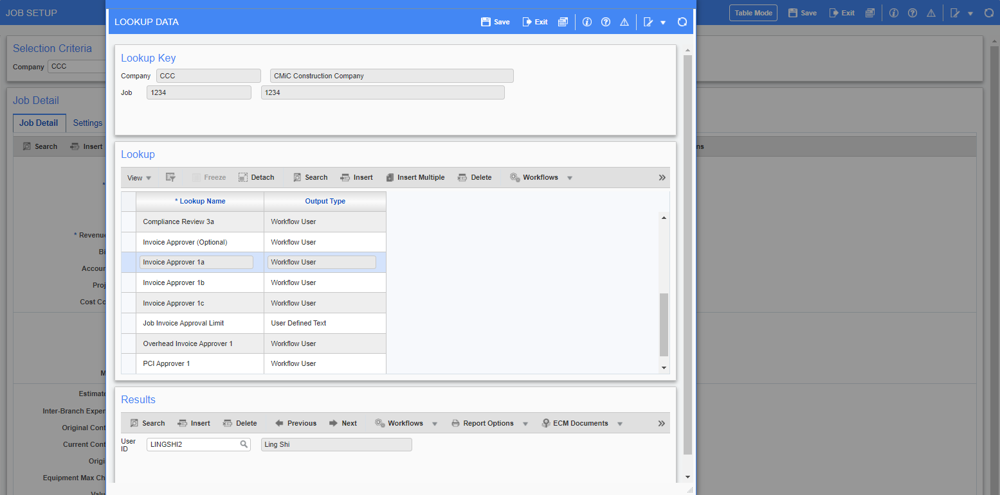 JOB SETUP
Table Mode Save Exit
Selection Criteria
Company CCC
Job Detail
Job Detail Settings
Search Insert
*
* Revenue
Bi
Accoun
Proj
Cost Co
M
Estimate
Inter-Branch Exper
Original Cont
Current Cont
Origi
Equipment Max Ch
Valu
ns
LOOKUP DATA
Save Exit
Lookup Key
Company CCC CMiC Construction Company
Job 1234 1234
Lookup
View Freeze Detach Search Insert Insert Multiple Delete Workflows
* Lookup Name Output Type
Compliance Review 3a Workflow User
Invoice Approver (Optional) Workflow User
Invoice Approver 1a Workflow User
Invoice Approver 1b Workflow User
Invoice Approver 1c Workflow User
Job Invoice Approval Limit User Defined Text
Overhead Invoice Approver 1 Workflow User
PCI Approver 1 Workflow User
Results
Search Insert Delete Previous Next Workflows Report Options ECM Documents
User
ID LINGSHI2 Ling Shi